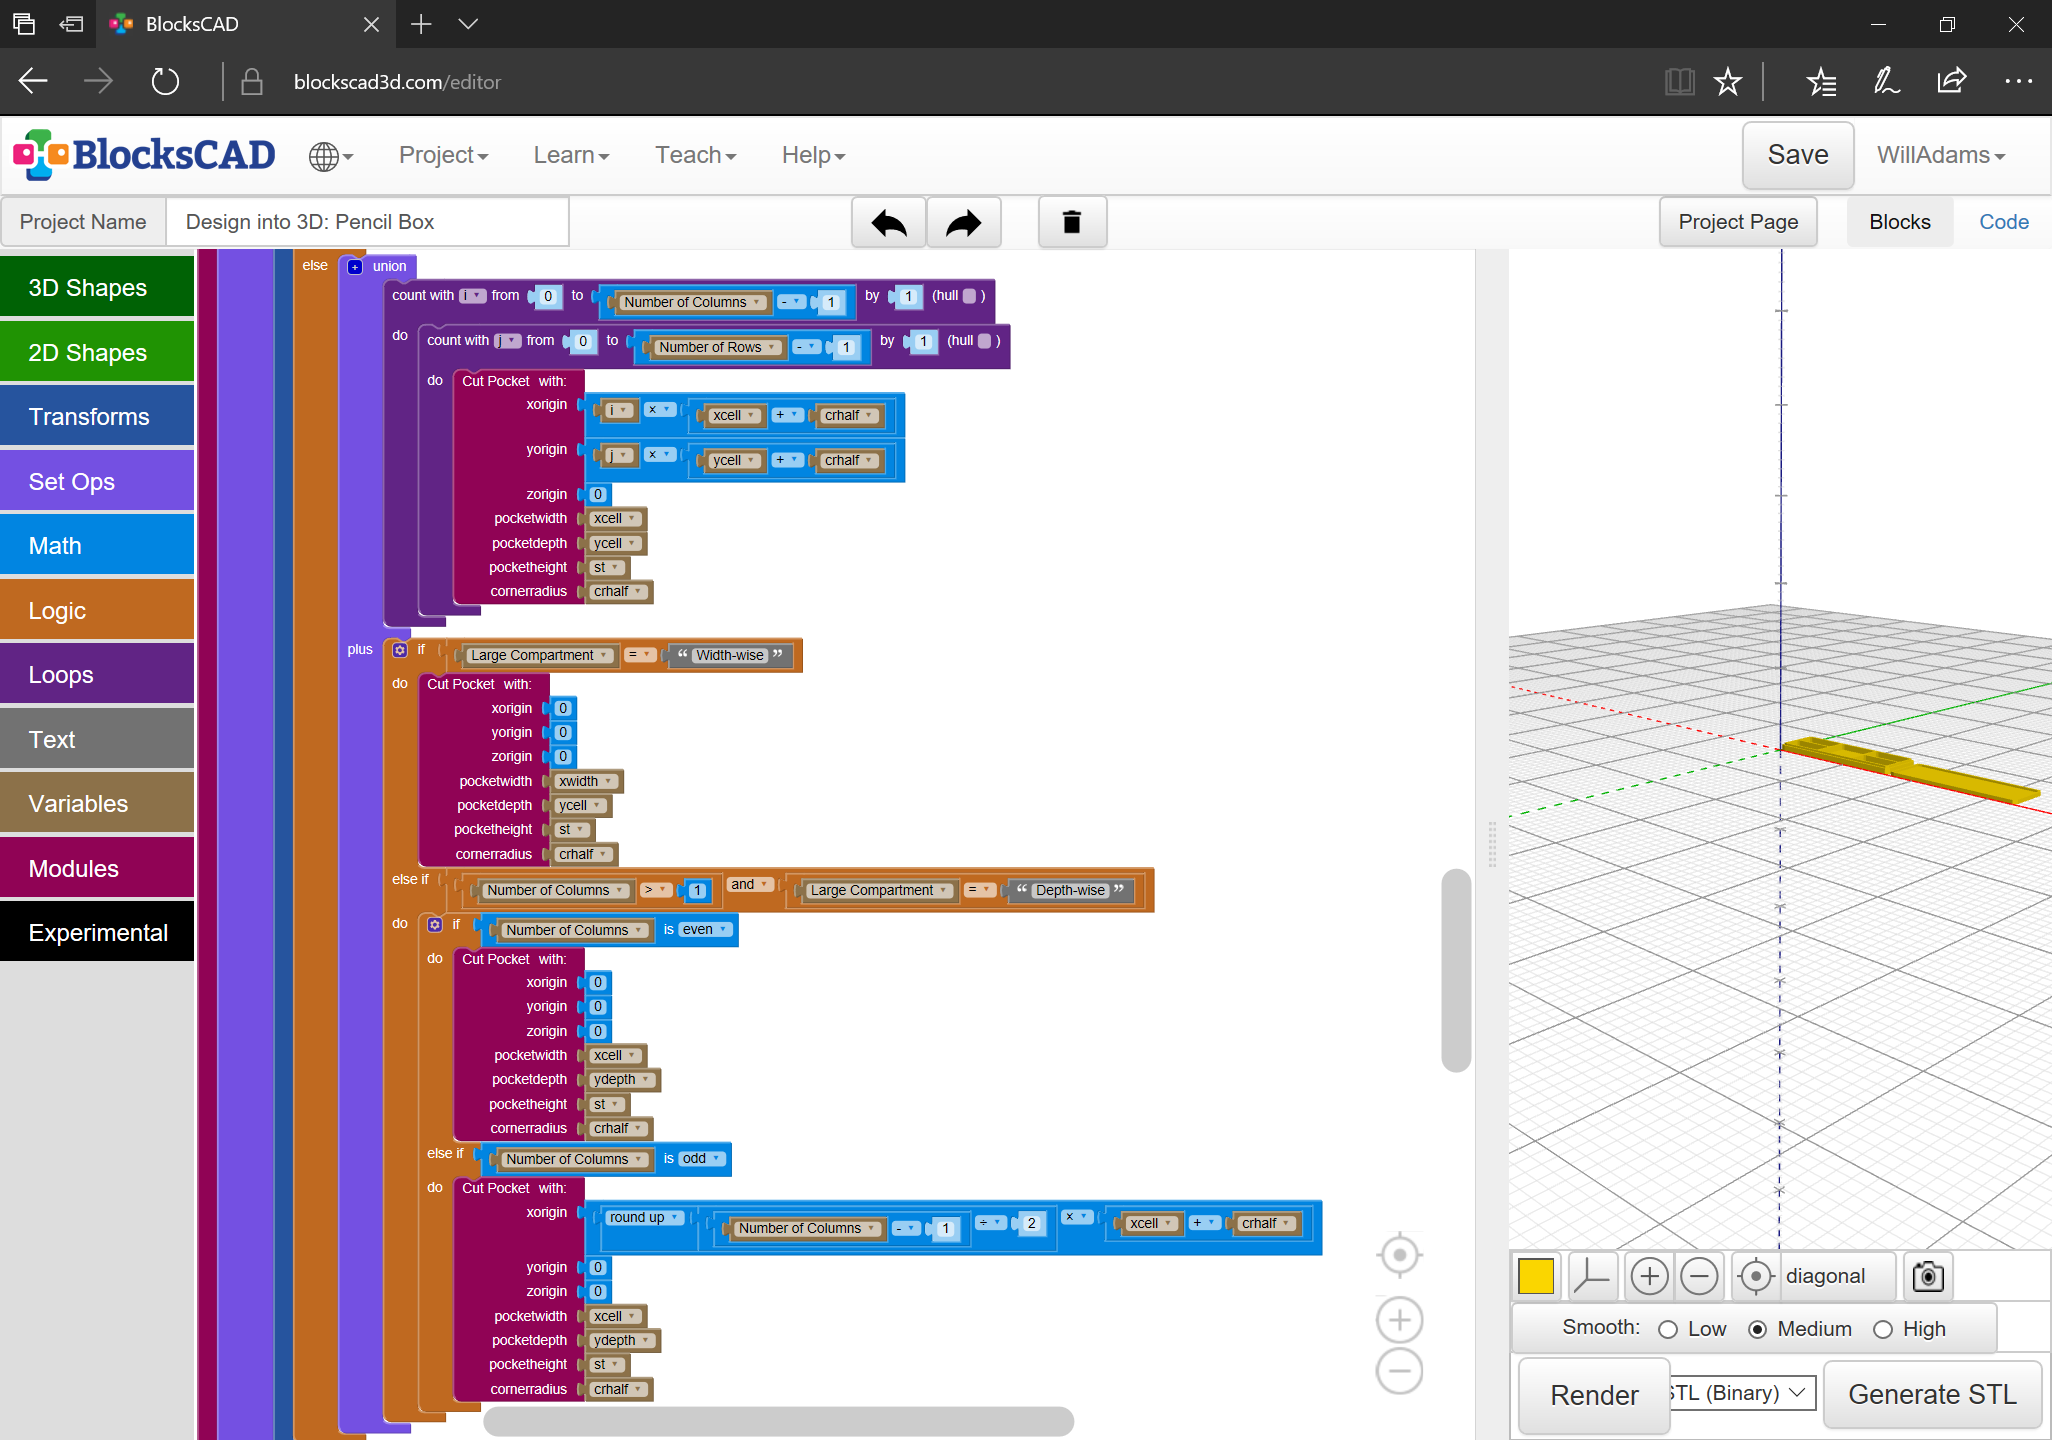 BlocksCAD
blockscad3d.com/editor
BlocksCAD Project Learn Teach Help Save WillAdams
Project Name Design into 3D: Pencil Box Project Page Blocks Code
3D Shapes
2D Shapes
Transforms
Set Ops
Math
Logic
Loops
Text
Variables
Modules
Experimental
else + union
count with i from 0 to Number of Columns - 1 by 1 (hull )
do count with j from 0 to Number of Rows - 1 by 1 (hull )
do Cut Pocket with:
xorigin i x xcell + crhalf
yorigin j x ycell + crhalf
zorigin 0
pocketwidth xcell
pocketdepth ycell
pocketheight st
cornerradius crhalf
plus if Large Compartment = “ Width-wise ”
do Cut Pocket with:
xorigin 0
yorigin 0
zorigin 0
pocketwidth xwidth
pocketdepth ycell
pocketheight st
cornerradius crhalf
else if Number of Columns > 1 and Large Compartment = “ Depth-wise ”
do if Number of Columns is even
do Cut Pocket with:
xorigin 0
yorigin 0
zorigin 0
pocketwidth xcell
pocketdepth ydepth
pocketheight st
cornerradius crhalf
else if Number of Columns is odd
do Cut Pocket with:
xorigin round up Number of Columns - 1 ÷ 2 x xcell + crhalf
yorigin 0
zorigin 0
pocketwidth xcell
pocketdepth ydepth
pocketheight st
cornerradius crhalf
diagonal
Smooth: Low Medium High
Render STL (Binary) Generate STL